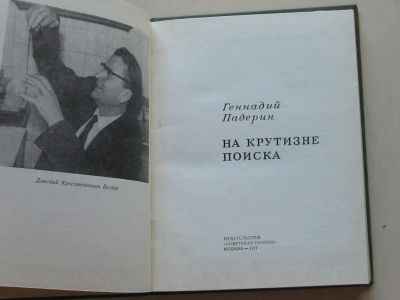 Дмитрий Константинович Беляев
Геннадий
Падерин
НА КРУТИЗНЕ
ПОИСКА
ИЗДАТЕЛЬСТВО
«СОВЕТСКАЯ РОССИЯ»
МОСКВА —